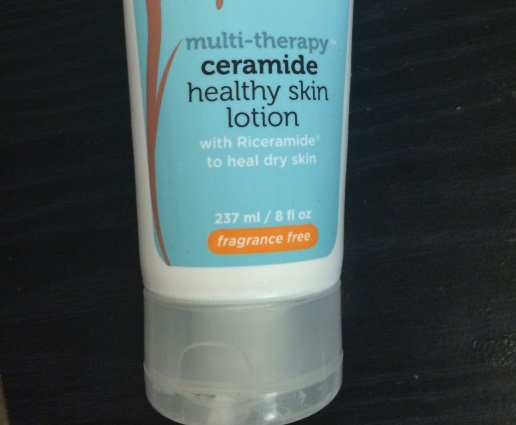 multi-therapy
ceramide
healthy skin
lotion
with Riceramide®
to heal dry skin
237 ml / 8 fl oz
fragrance free